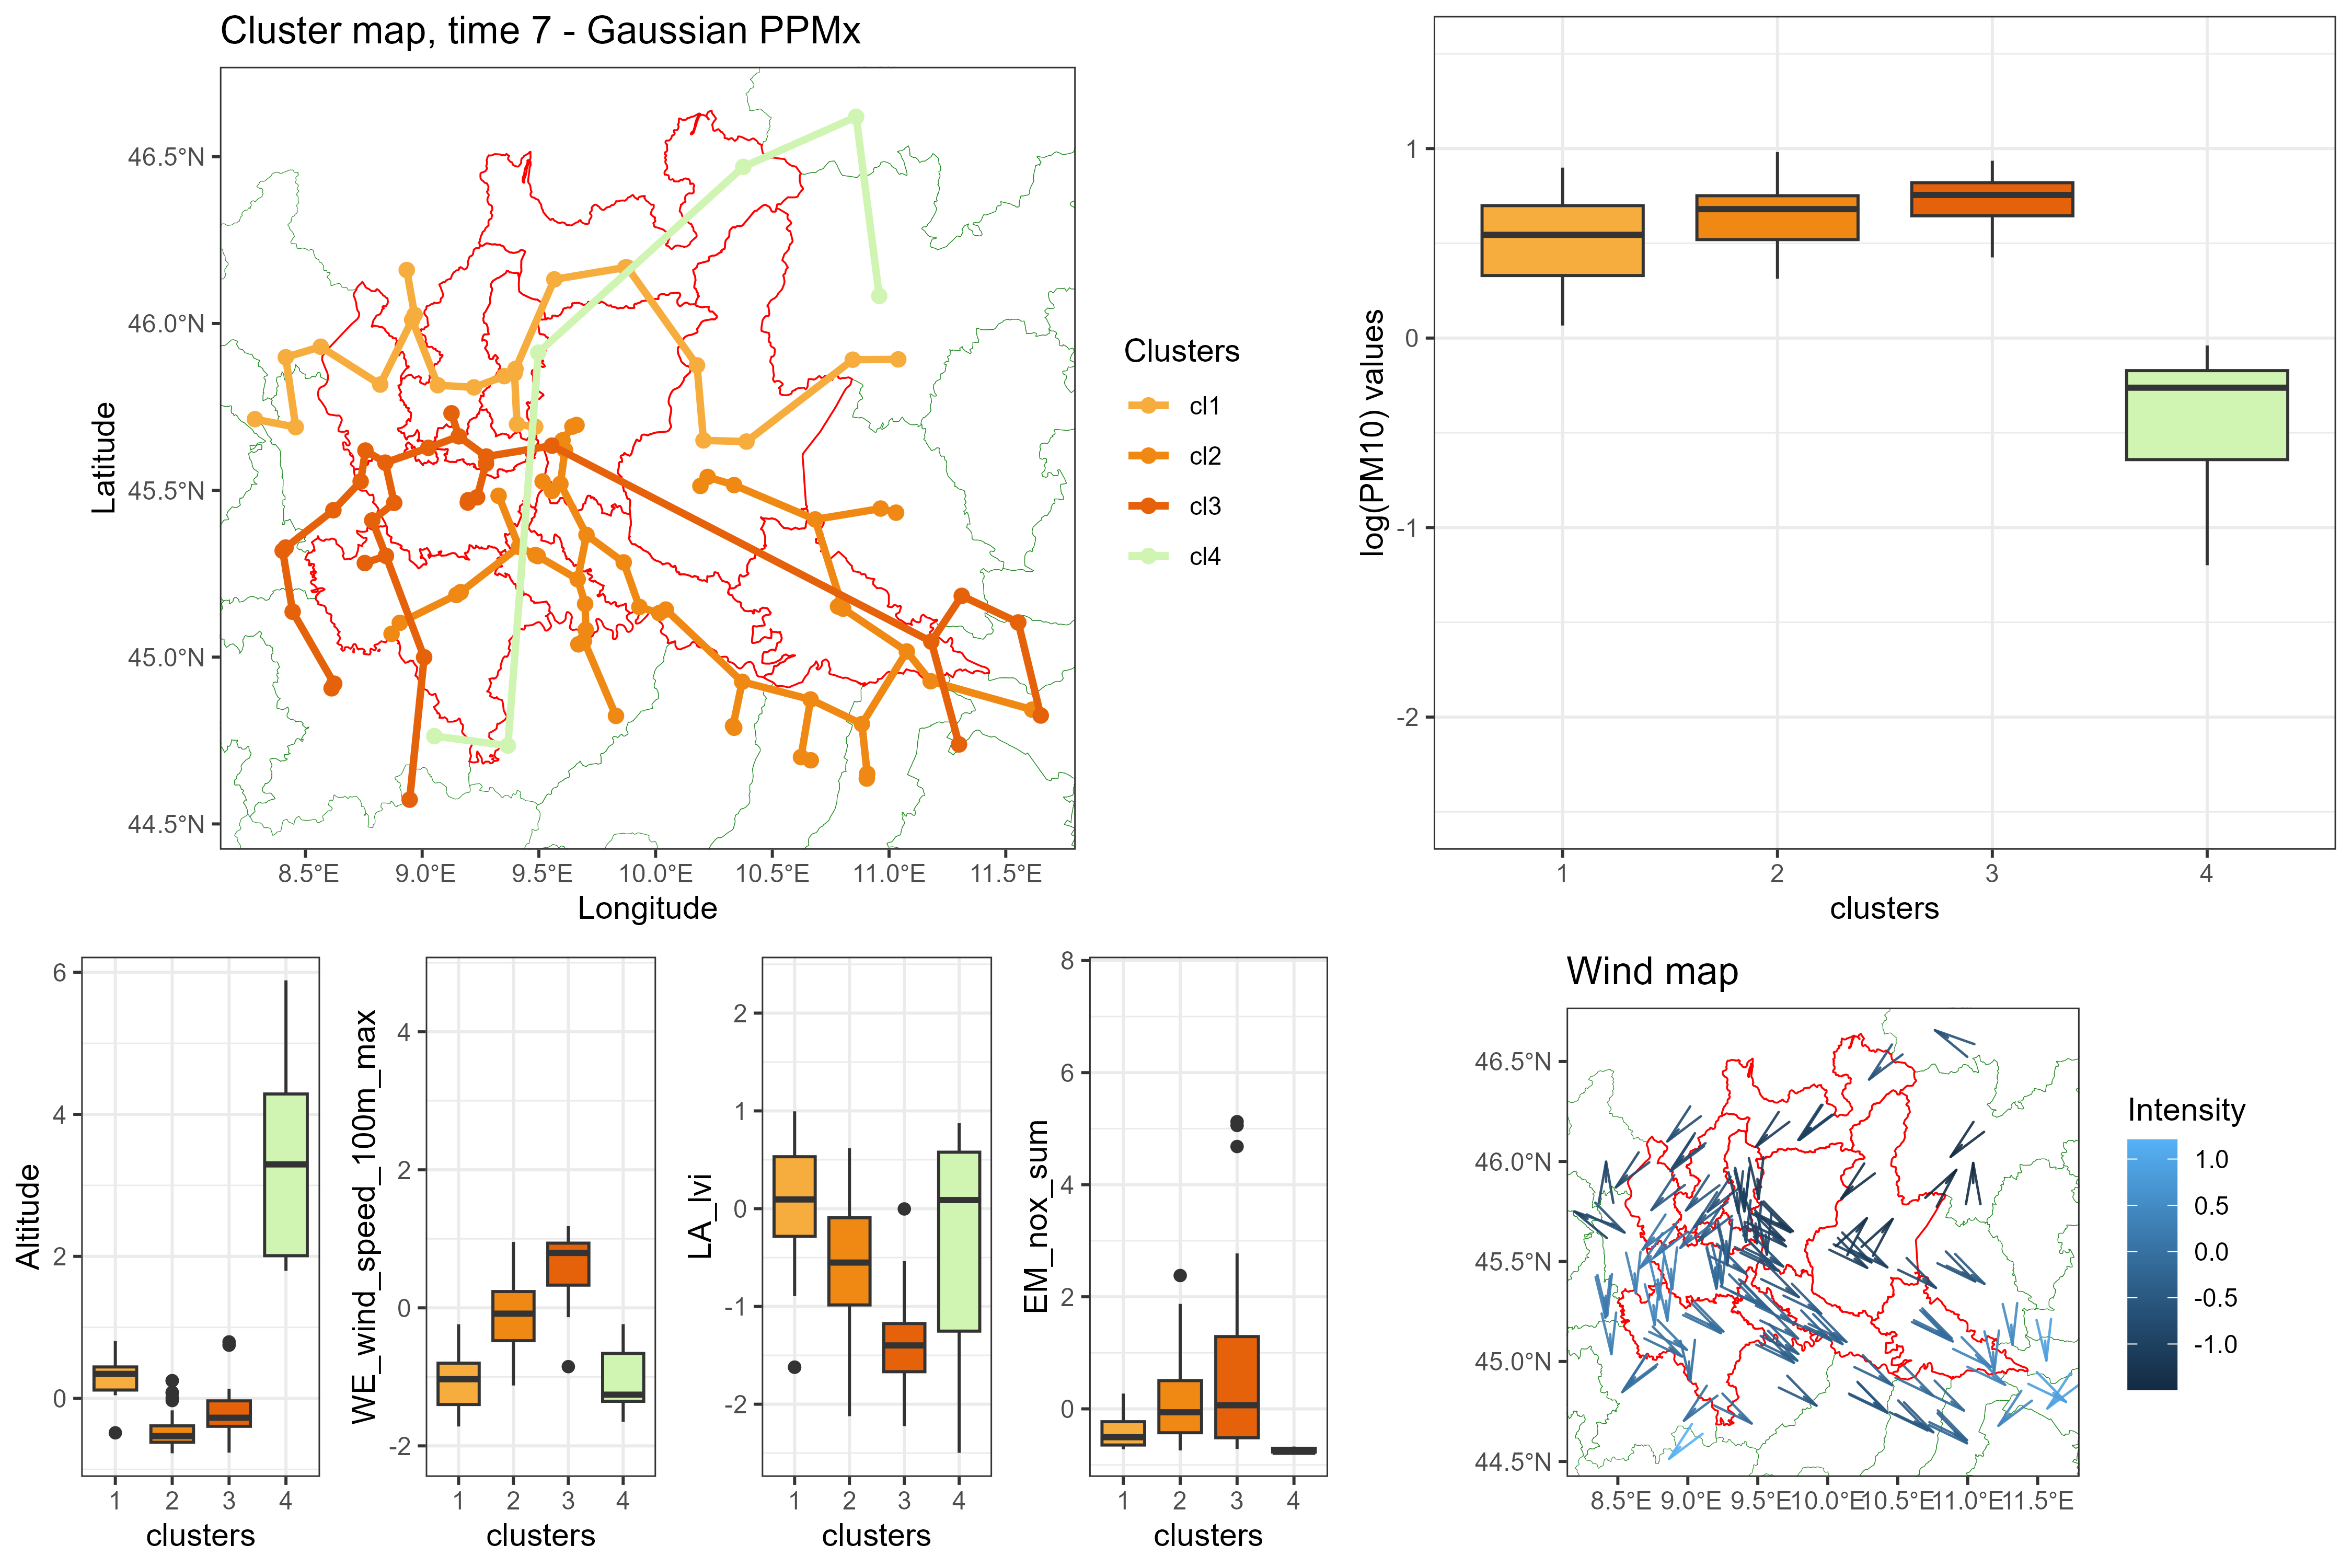 Cluster map, time 7 - Gaussian PPMx
Latitude
46.5°N
46.0°N
45.5°N
45.0°N
44.5°N
8.5°E 9.0°E 9.5°E 10.0°E 10.5°E 11.0°E 11.5°E
Longitude
Clusters
cl1
cl2
cl3
cl4
log(PM10) values
1
0
-1
-2
1 2 3 4
clusters
Altitude
6
4
2
0
1 2 3 4
clusters
WE_wind_speed_100m_max
4
2
0
-2
1 2 3 4
clusters
LA_lvi
2
1
0
-1
-2
1 2 3 4
clusters
EM_nox_sum
8
6
4
2
0
1 2 3 4
clusters
Wind map
46.5°N
46.0°N
45.5°N
45.0°N
44.5°N
8.5°E 9.0°E 9.5°E 10.0°E 10.5°E 11.0°E 11.5°E
Intensity
1.0
0.5
0.0
-0.5
-1.0